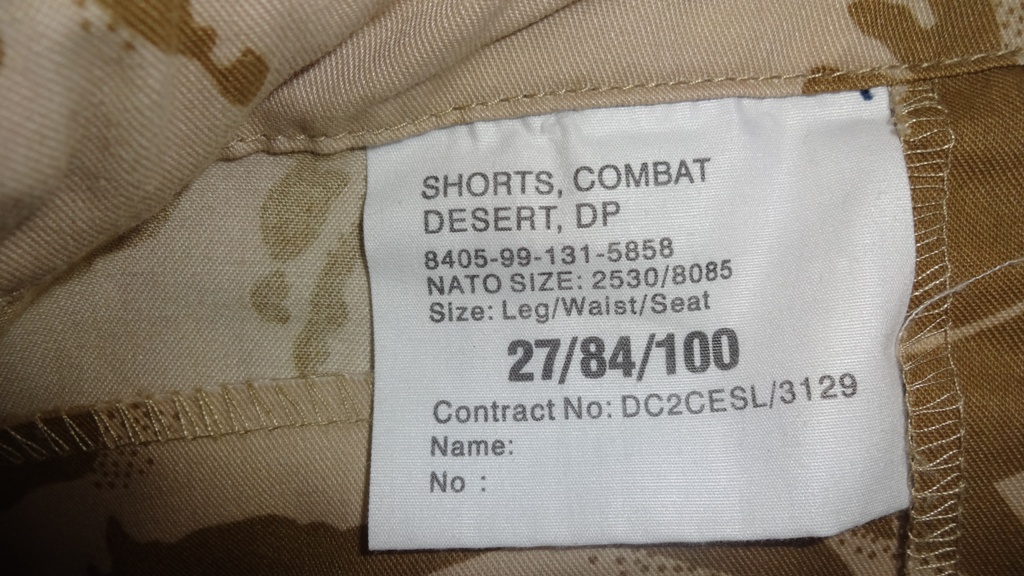 SHORTS, COMBAT
DESERT, DP
8405-99-131-5858
NATO SIZE: 2530/8085
Size: Leg/Waist/Seat
27/84/100
Contract No: DC2CESL/3129
Name:
No :